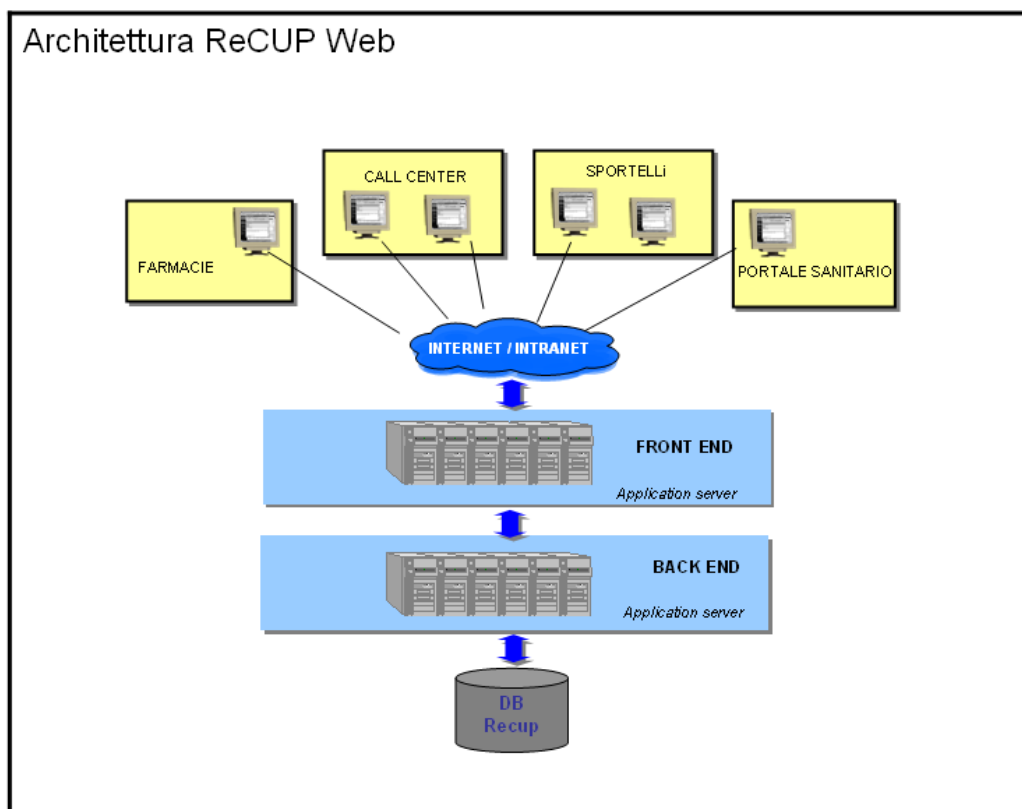 Architettura ReCUP Web
CALL CENTER
SPORTELLi
FARMACIE
PORTALE SANITARIO
INTERNET / INTRANET
FRONT END
Application server
BACK END
Application server
DB
Recup